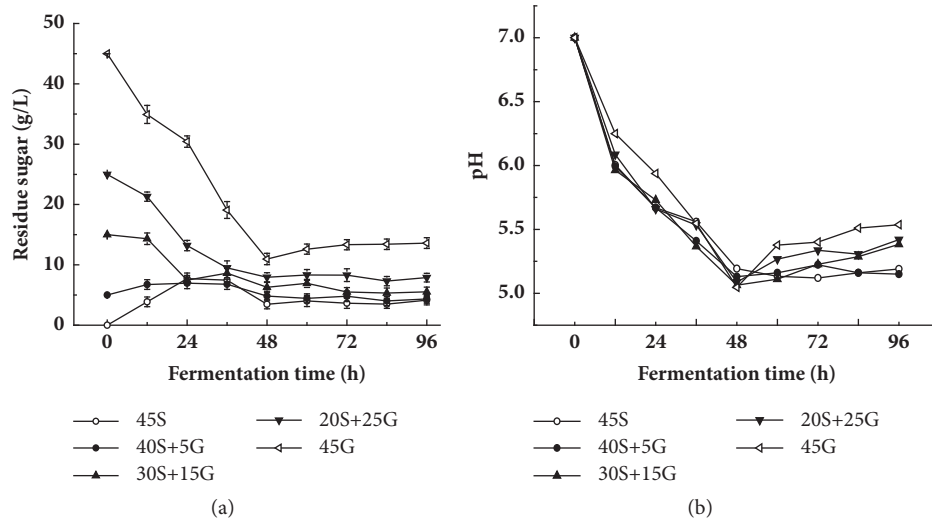 50
40
30
20
10
0
Residue sugar (g/L)
0 24 48 72 96
Fermentation time (h)
45S
40S+5G
30S+15G
20S+25G
45G
(a)
7.0
6.5
6.0
5.5
5.0
pH
0 24 48 72 96
Fermentation time (h)
45S
40S+5G
30S+15G
20S+25G
45G
(b)